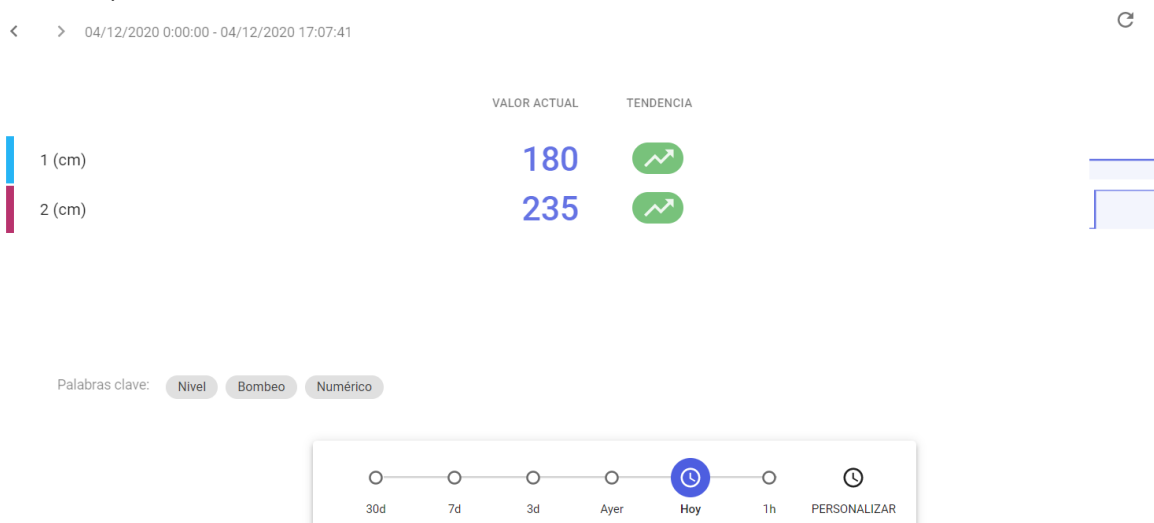 04/12/2020 0:00:00 - 04/12/2020 17:07:41
VALOR ACTUAL TENDENCIA
1 (cm) 180
2 (cm) 235
Palabras clave: Nivel Bombeo Numérico
30d 7d 3d Ayer Hoy 1h PERSONALIZAR